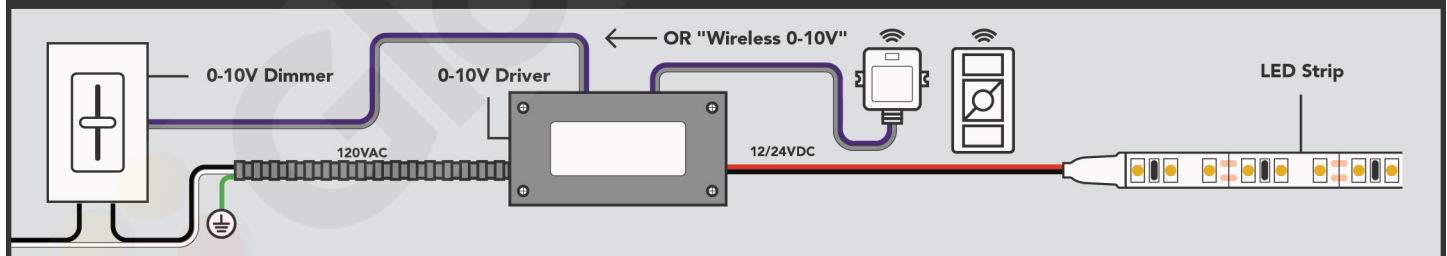 OR "Wireless 0-10V"
0-10V Dimmer
0-10V Driver
LED Strip
120VAC
12/24VDC